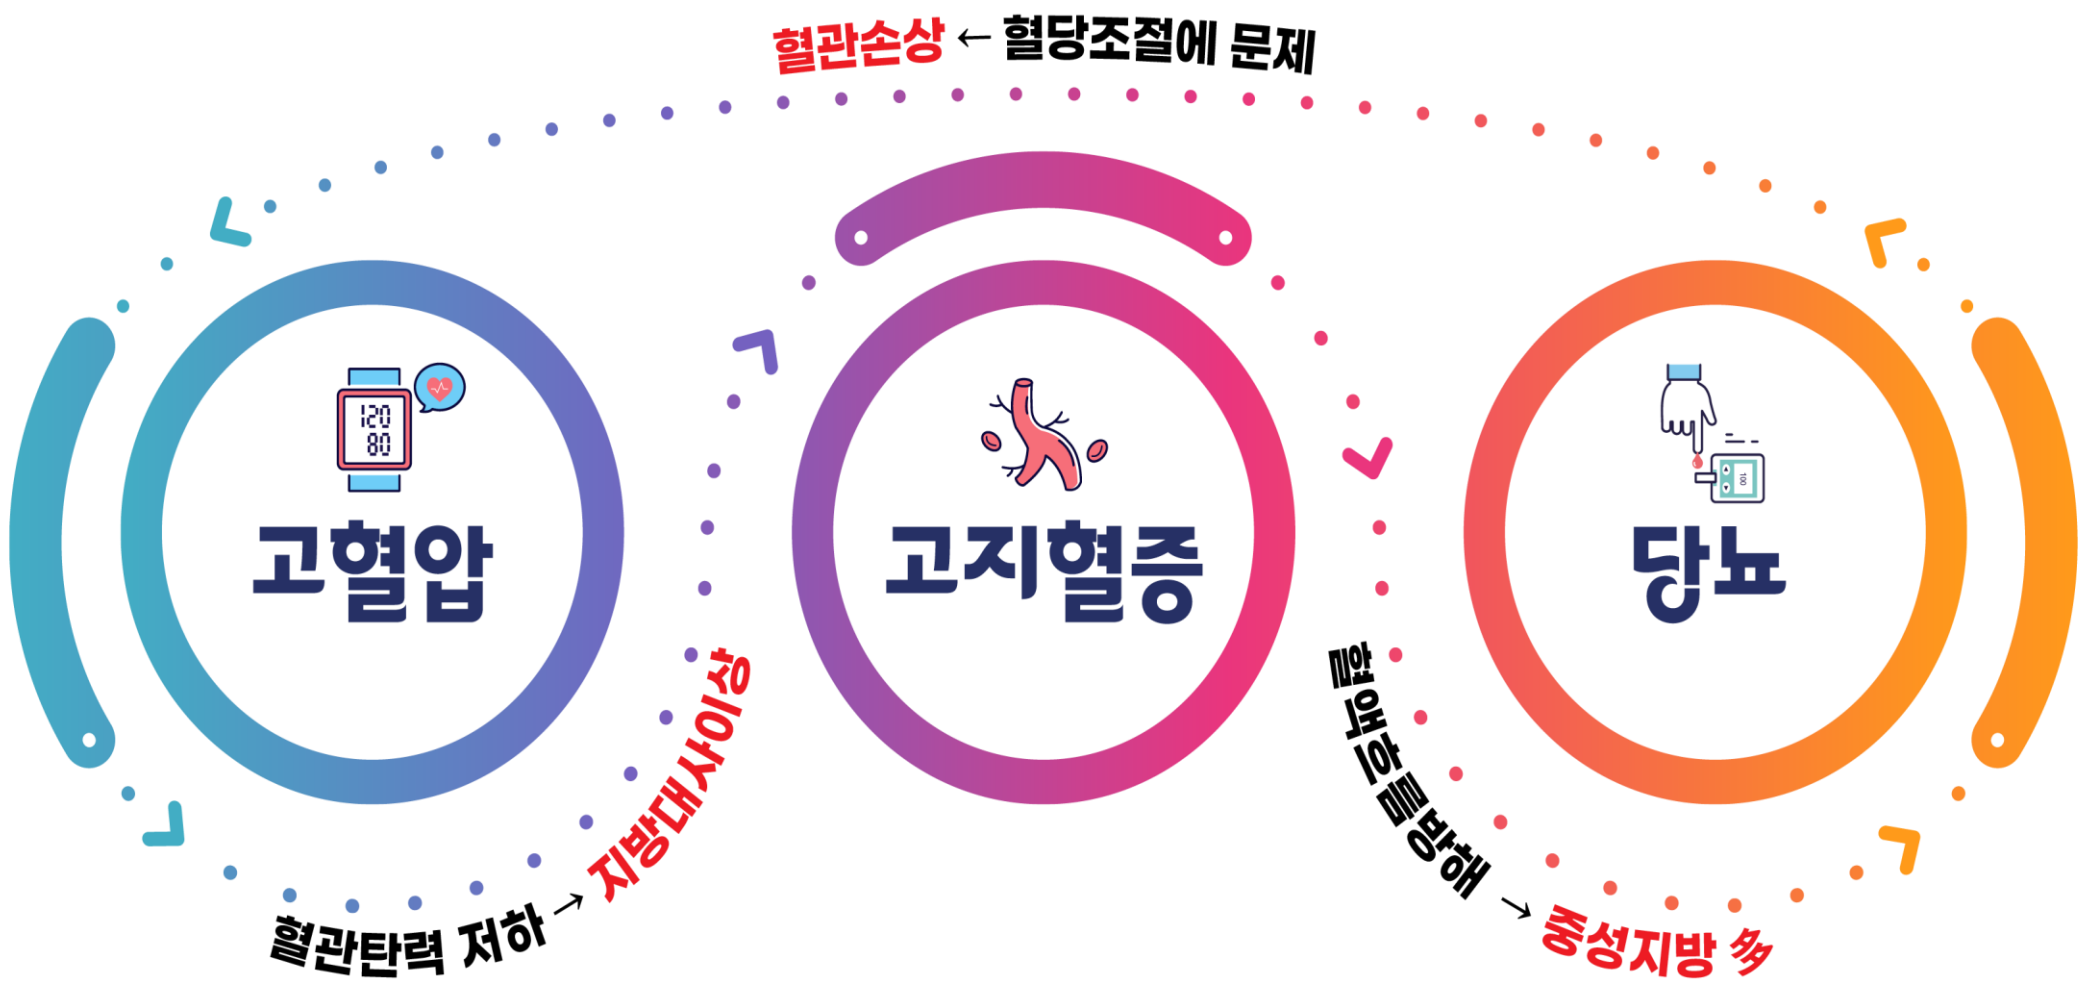 혈관손상 ← 혈당조절에 문제
120
80
고혈압
고지혈증
100
당뇨
혈관탄력 저하 → 지방대사이상
혈액흐름방해 → 중성지방 多